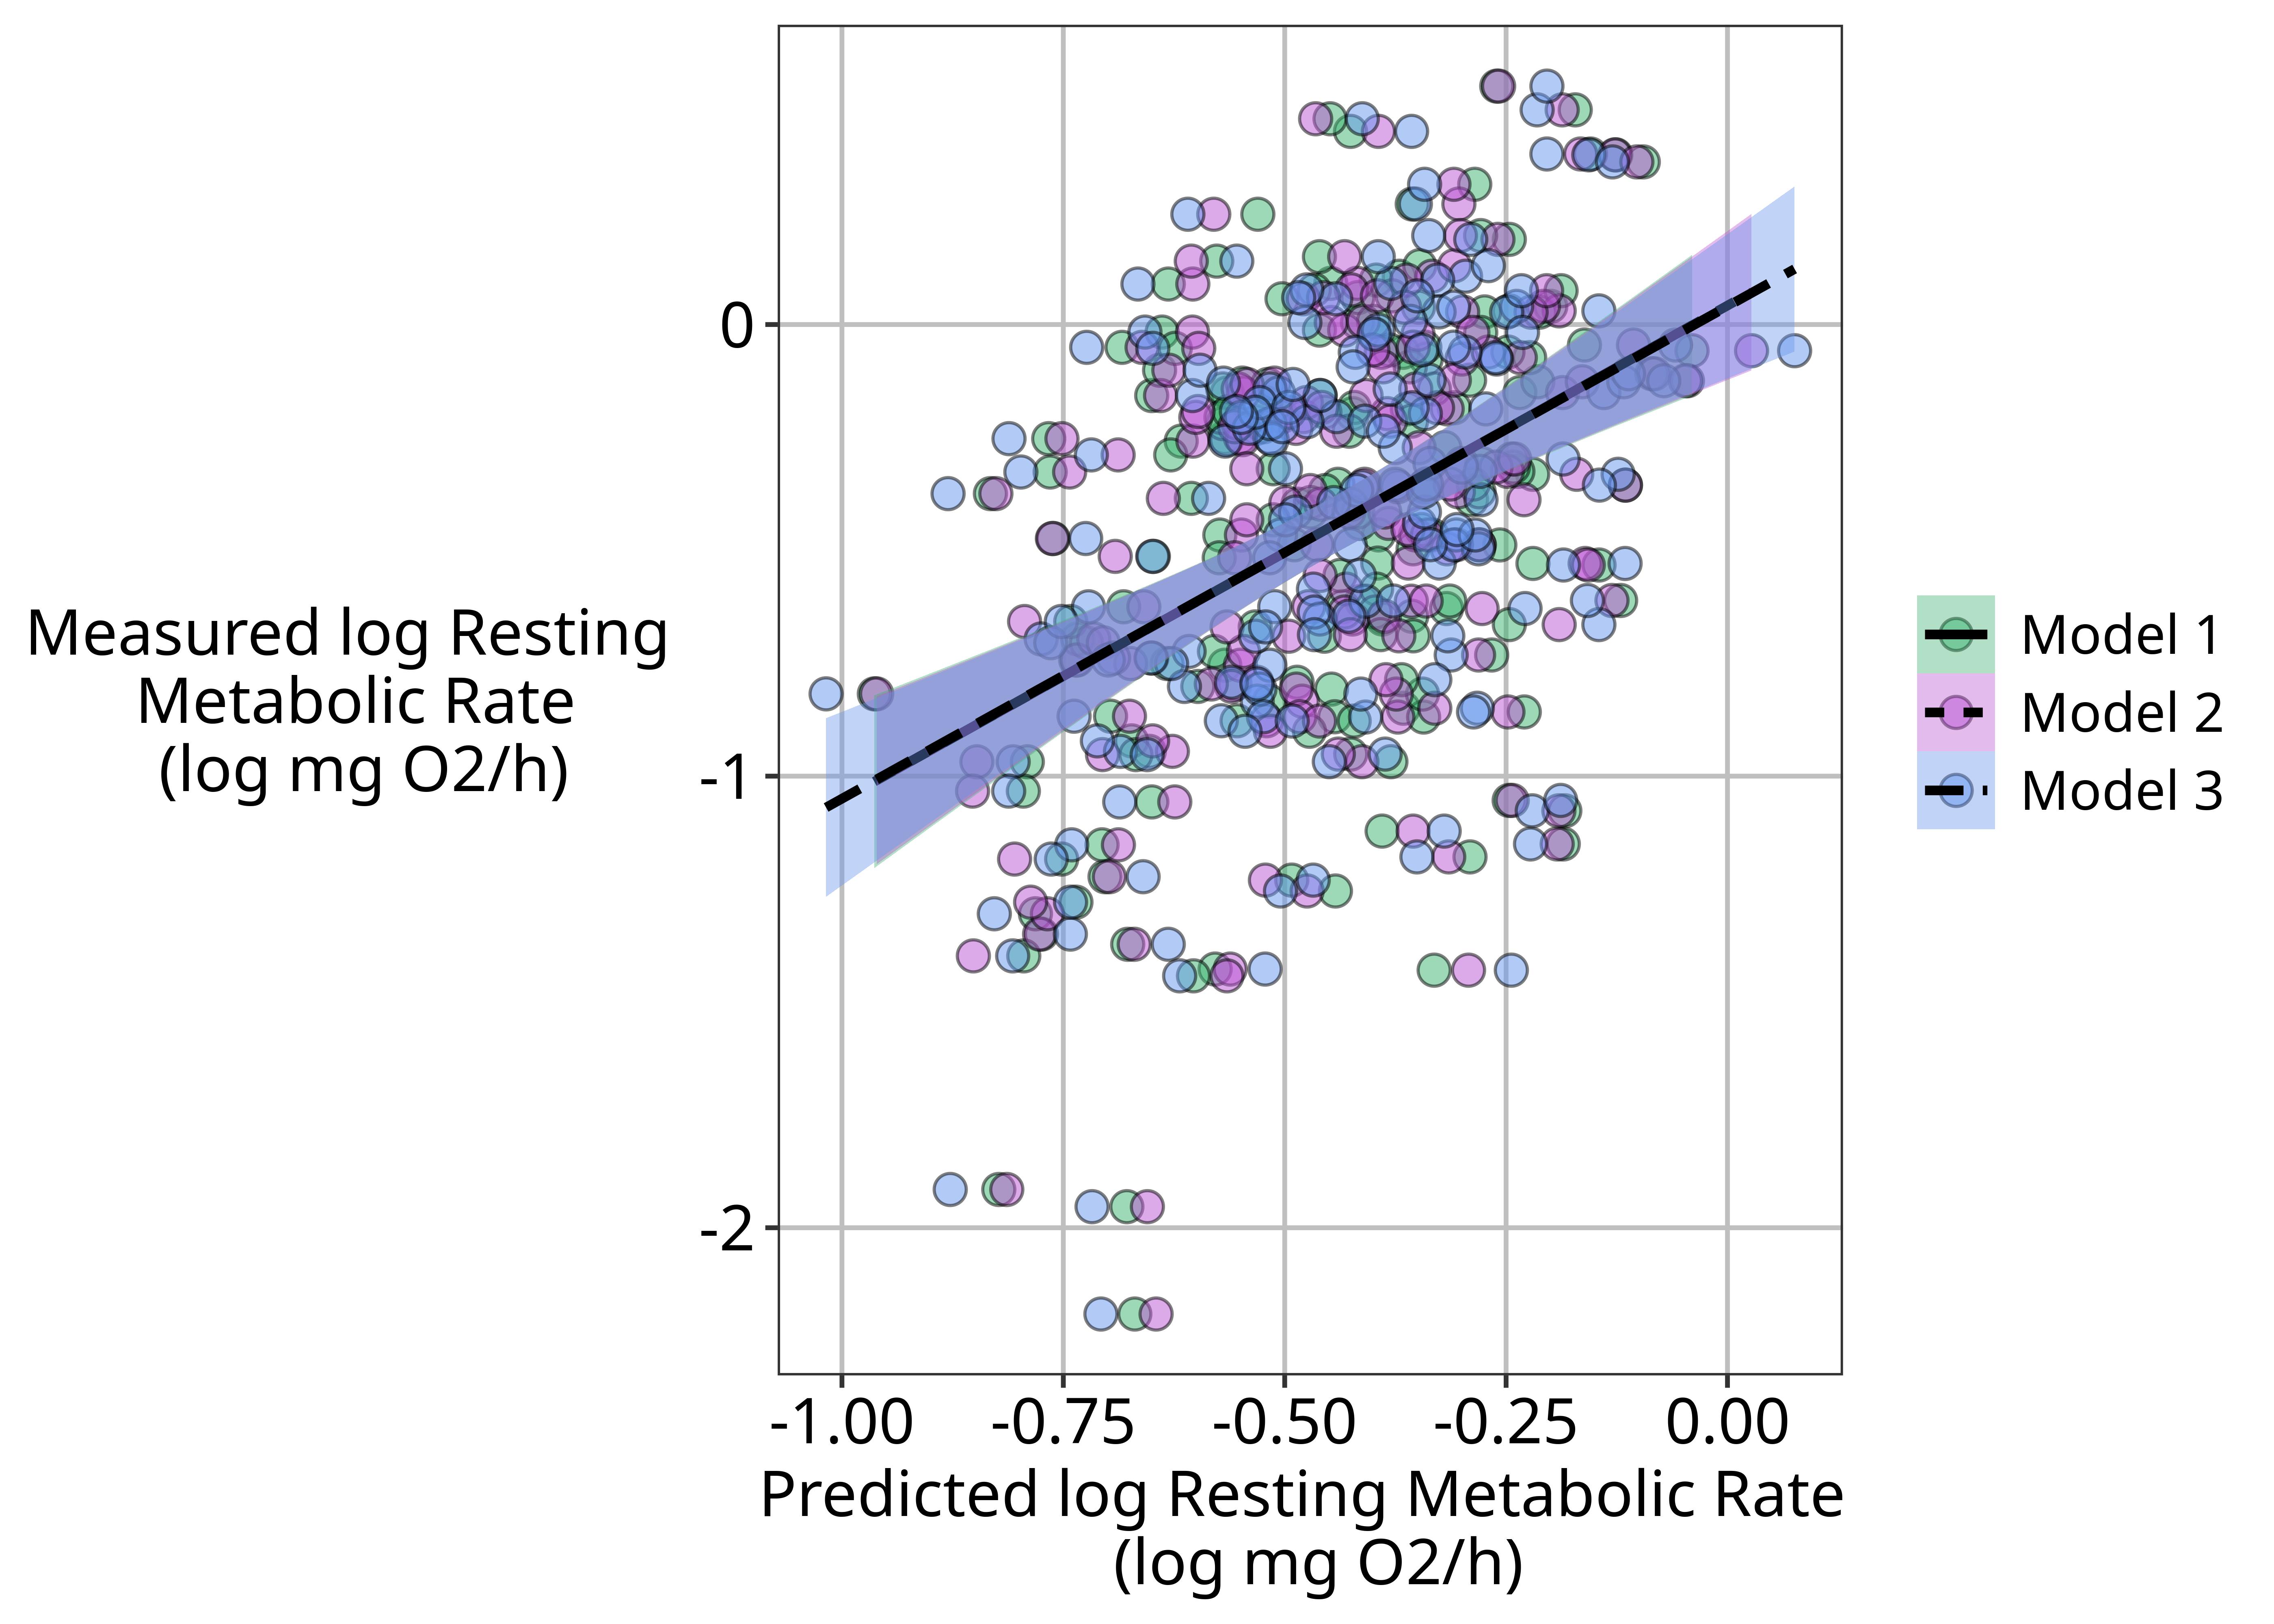 Measured log Resting
Metabolic Rate
(log mg O2/h)
0
-1
-2
-1.00 -0.75 -0.50 -0.25 0.00
Predicted log Resting Metabolic Rate
(log mg O2/h)
Model 1
Model 2
Model 3